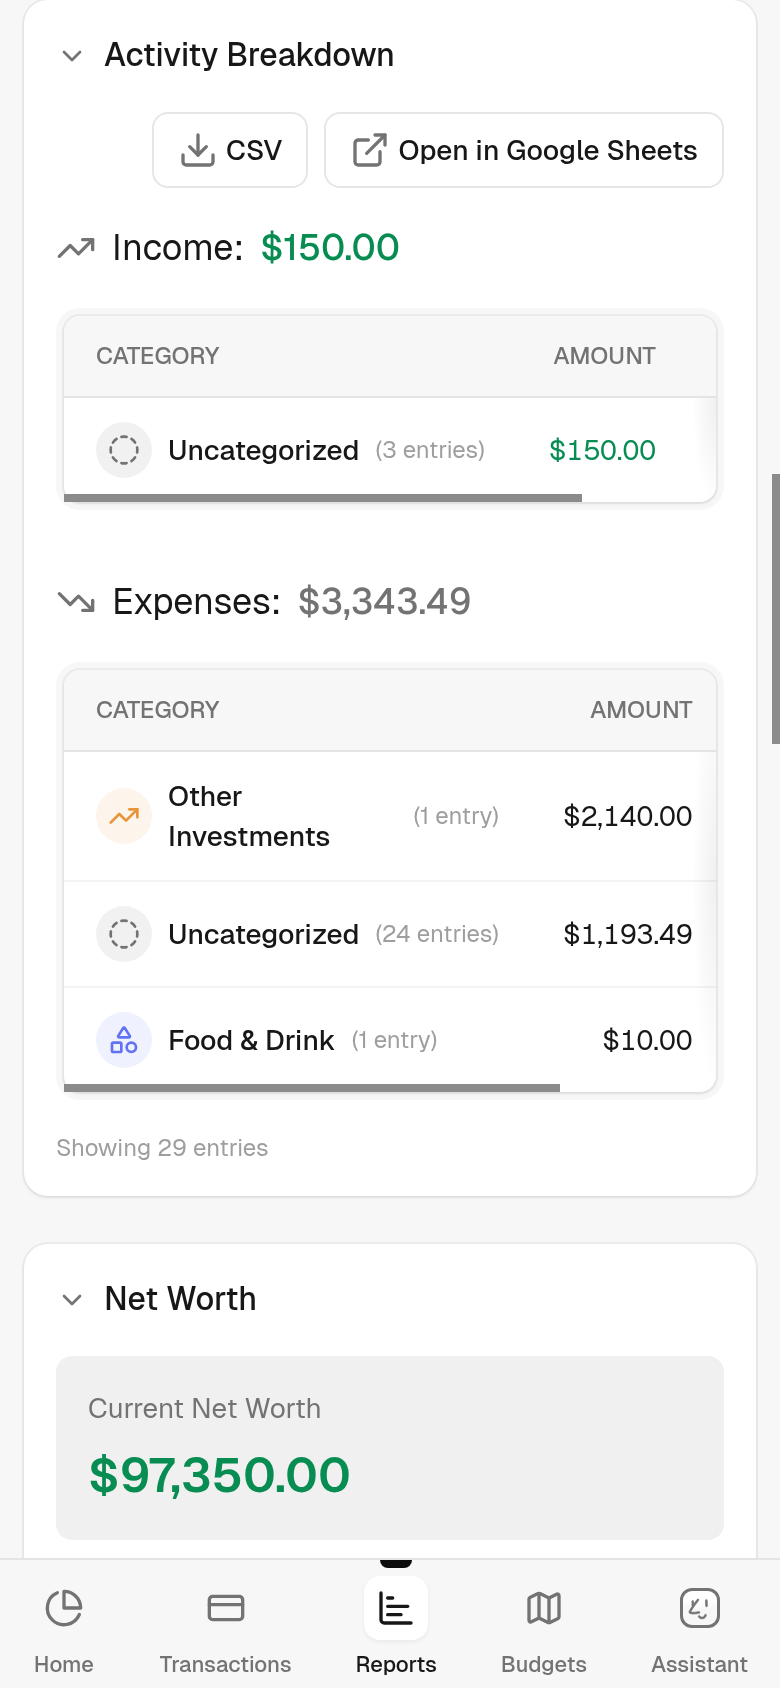 Activity Breakdown
CSV
Open in Google Sheets
Income: $150.00
CATEGORY AMOUNT
Uncategorized (3 entries) $150.00
Expenses: $3,343.49
CATEGORY AMOUNT
Other
Investments (1 entry) $2,140.00
Uncategorized (24 entries) $1,193.49
Food & Drink (1 entry) $10.00
Showing 29 entries
Net Worth
Current Net Worth
$97,350.00
Home Transactions Reports Budgets Assistant